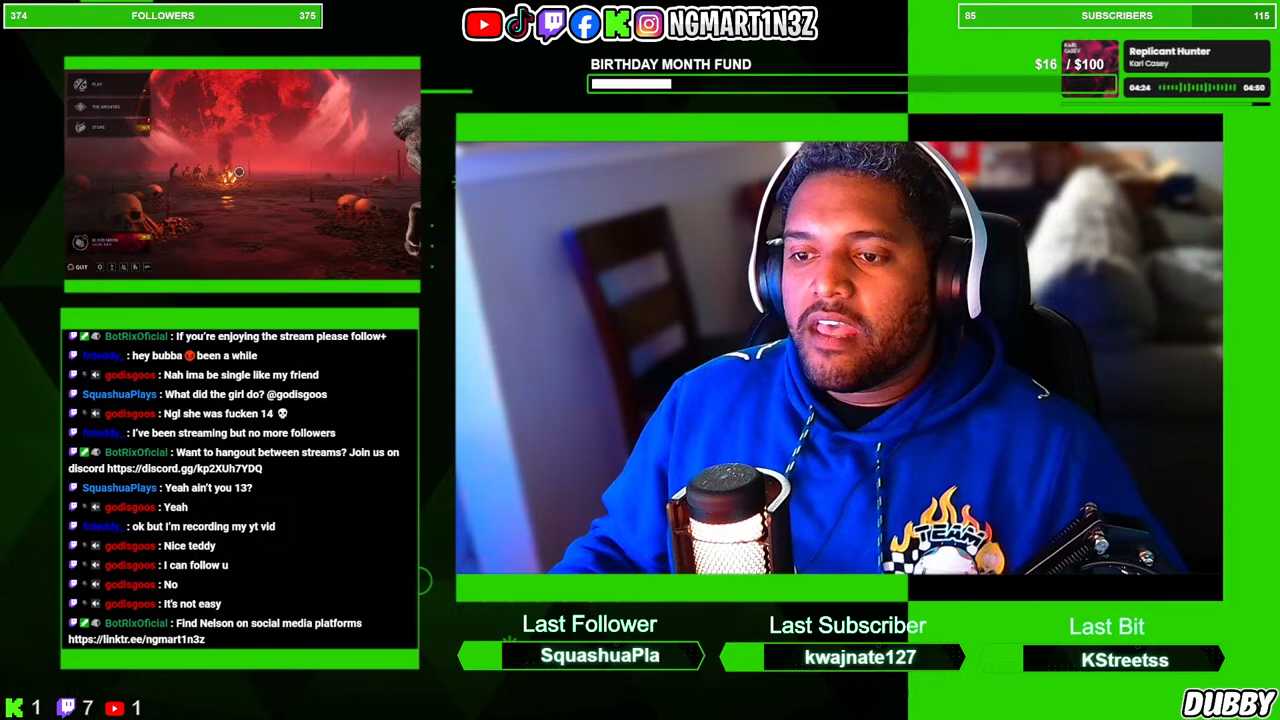 374 FOLLOWERS 375
NGMART1N3Z
85 SUBSCRIBERS 115
BIRTHDAY MONTH FUND $16 / $100
Replicant Hunter
Karl Casey
04:24 04:50
PLAY
THE ARCHIVES
STORE
QUIT
BotRixOficial : If you're enjoying the stream please follow+
: hey bubba 😡 been a while
godisgoos : Nah ima be single like my friend
SquashuaPlays : What did the girl do? @godisgoos
godisgoos : Ngl she was fucken 14 💀
: I've been streaming but no more followers
BotRixOficial : Want to hangout between streams? Join us on
discord https://discord.gg/kp2XUh7YDQ
SquashuaPlays : Yeah ain't you 13?
godisgoos : Yeah
: ok but I'm recording my yt vid
godisgoos : Nice teddy
godisgoos : I can follow u
godisgoos : No
godisgoos : It's not easy
BotRixOficial : Find Nelson on social media platforms
https://linktr.ee/ngmart1n3z
TEAM
Last Follower
SquashuaPla
Last Subscriber
kwajnate127
Last Bit
KStreetss
1 7 1
DUBBY